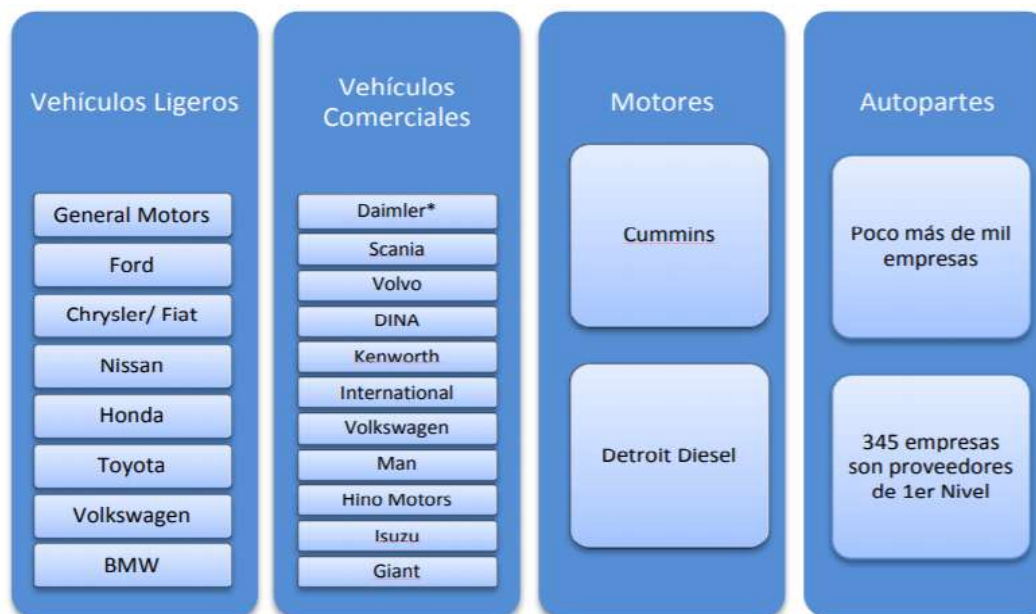 Vehículos Ligeros
General Motors
Ford
Chrysler/ Fiat
Nissan
Honda
Toyota
Volkswagen
BMW
Vehículos
Comerciales
Daimler*
Scania
Volvo
DINA
Kenworth
International
Volkswagen
Man
Hino Motors
Isuzu
Giant
Motores
Cummins
Detroit Diesel
Autopartes
Poco más de mil
empresas
345 empresas
son proveedores
de 1er Nivel